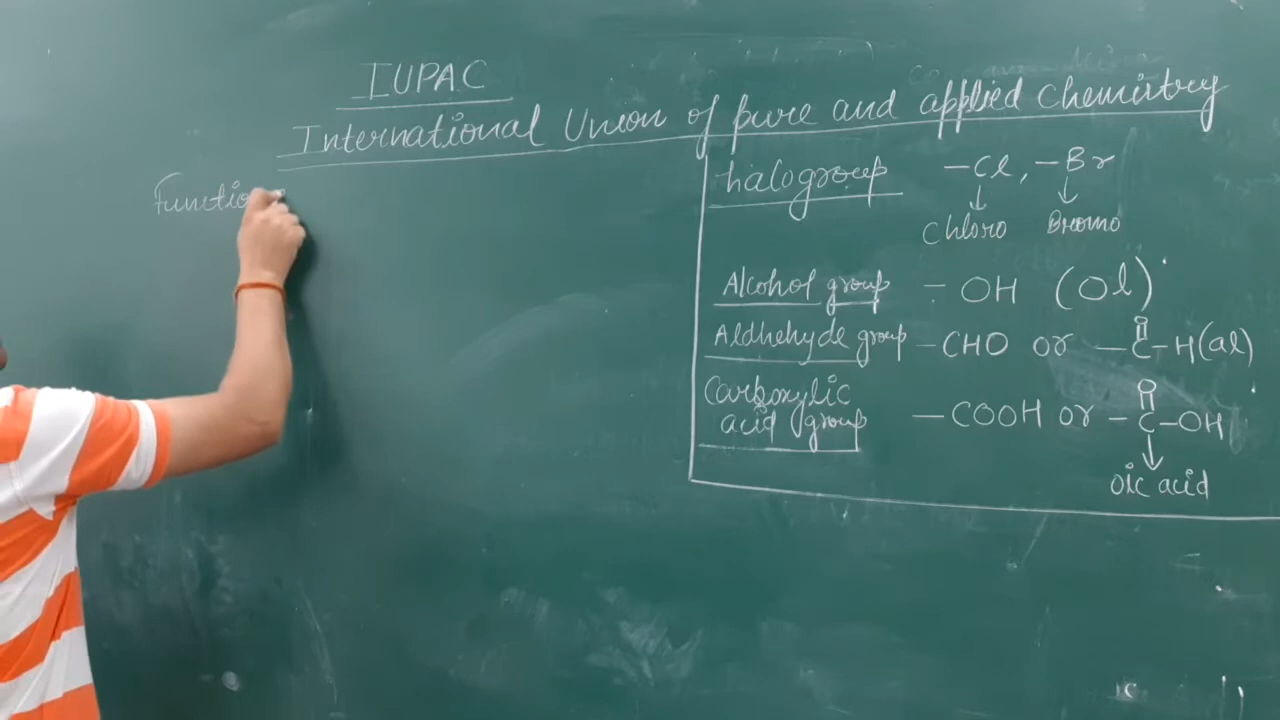 IUPAC
International Union of pure and applied Chemistry
Functio
halogroup —Cl, —Br
Chloro Bromo
Alcohol group — OH (Ol)
Aldhehyde group —CHO or —C-H(al)
O
Carboxylic
acid group —COOH or —C—OH
O
oic acid